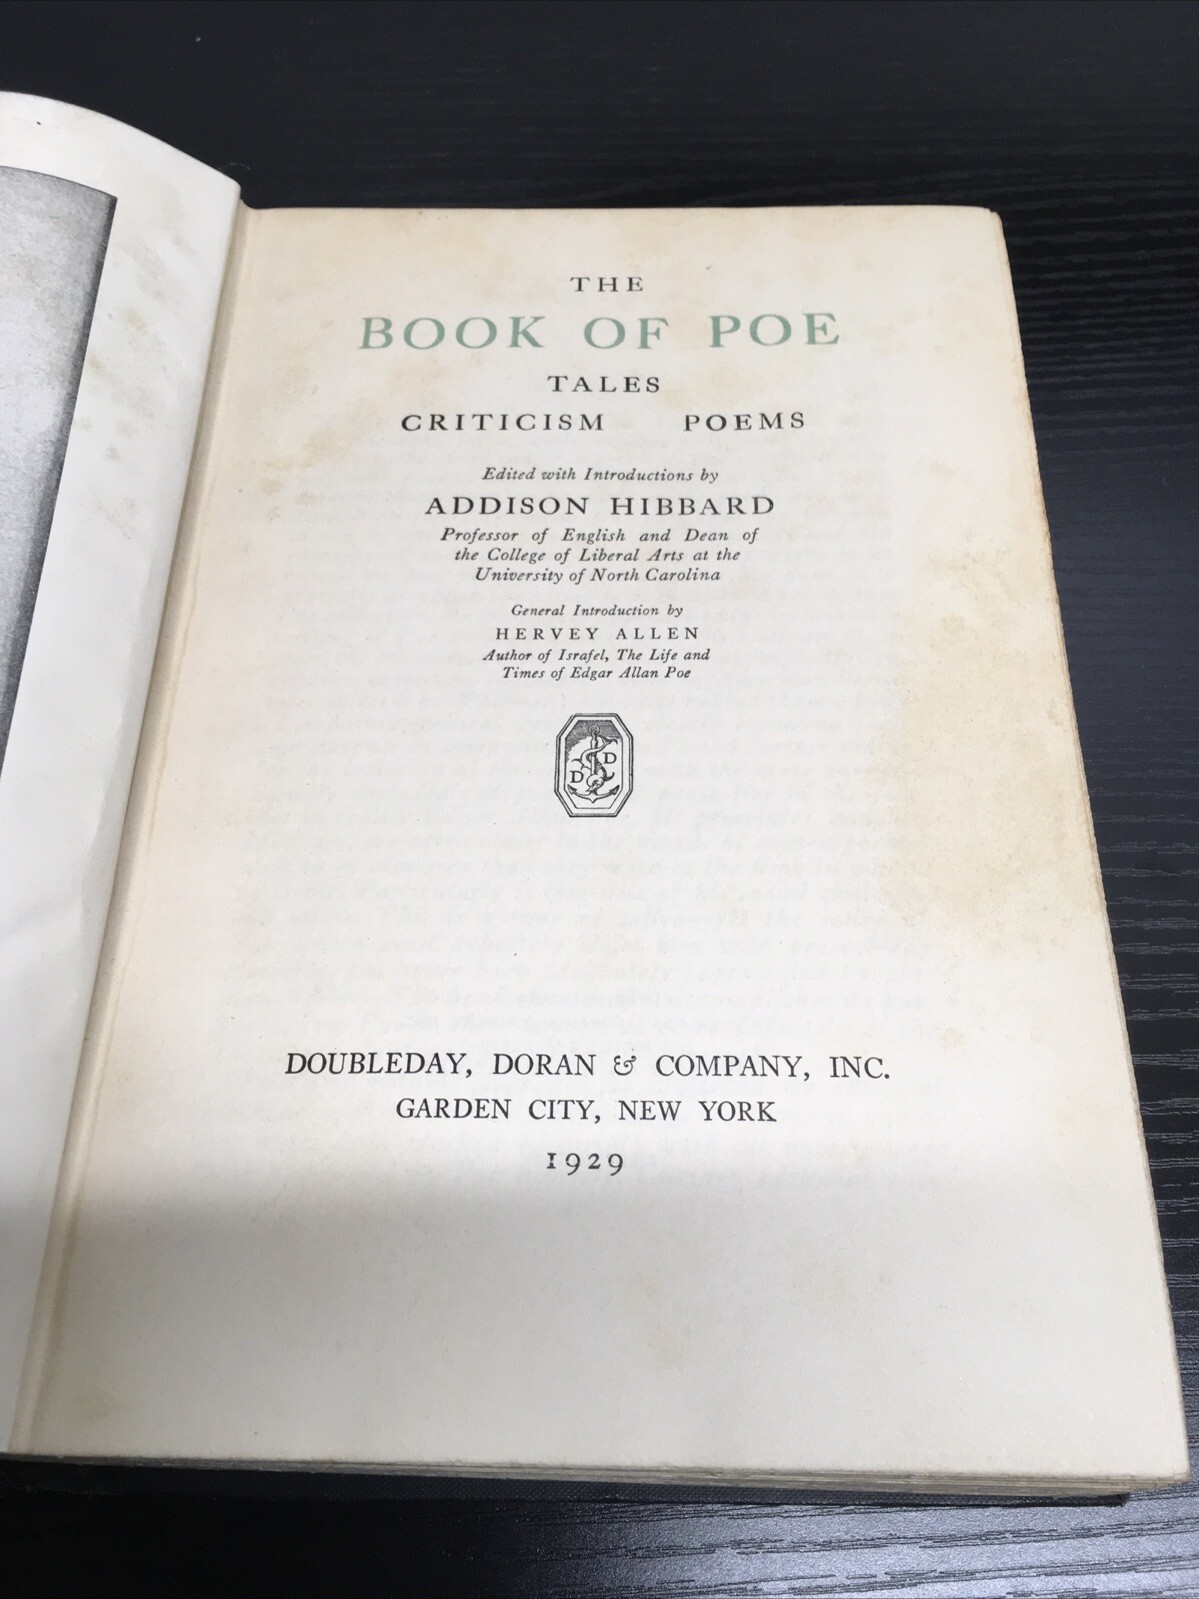 THE
BOOK OF POE
TALES
CRITICISM POEMS
Edited with Introductions by
ADDISON HIBBARD
Professor of English and Dean of
the College of Liberal Arts at the
University of North Carolina
General Introduction by
HERVEY ALLEN
Author of Israfel, The Life and
Times of Edgar Allan Poe
D D
DOUBLEDAY, DORAN & COMPANY, INC.
GARDEN CITY, NEW YORK
1929